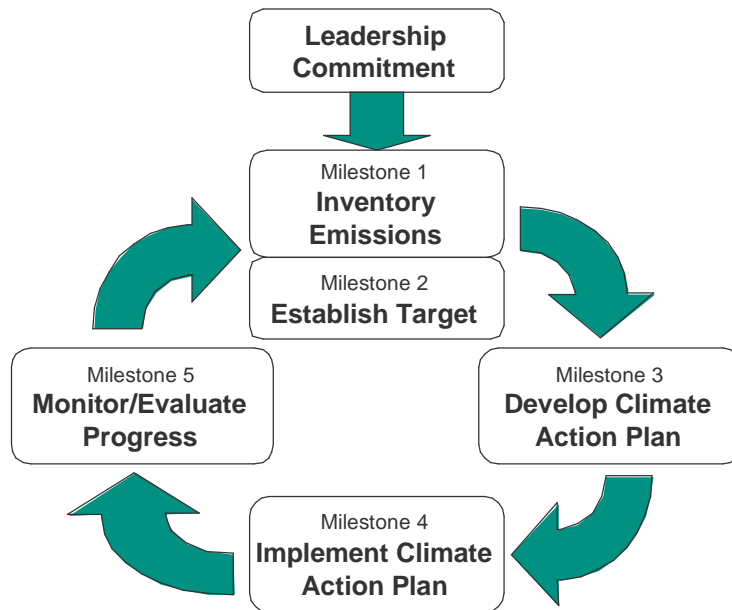 Leadership
Commitment
Milestone 1
Inventory
Emissions
Milestone 2
Establish Target
Milestone 3
Develop Climate
Action Plan
Milestone 4
Implement Climate
Action Plan
Milestone 5
Monitor/Evaluate
Progress